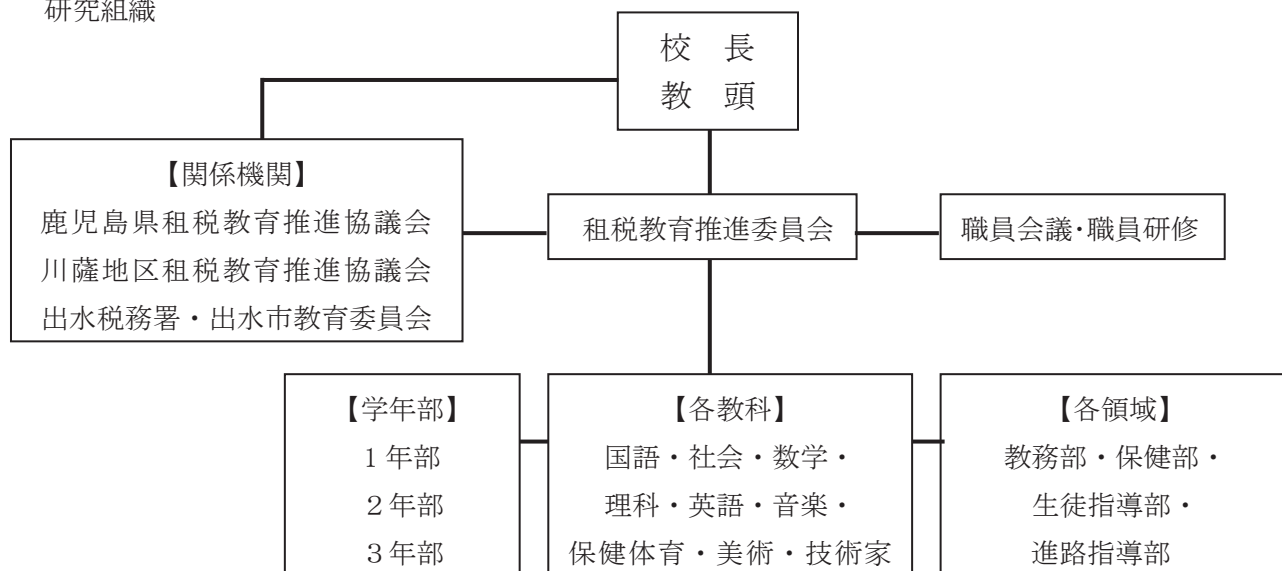 研究組織
校　長
教　頭
【関係機関】
鹿児島県租税教育推進協議会
川薩地区租税教育推進協議会
出水税務署・出水市教育委員会
租税教育推進委員会
職員会議･職員研修
【学年部】
１年部
２年部
３年部
【各教科】
国語・社会・数学・
理科・英語・音楽・
保健体育・美術・技術家
【各領域】
教務部・保健部・
生徒指導部・
進路指導部